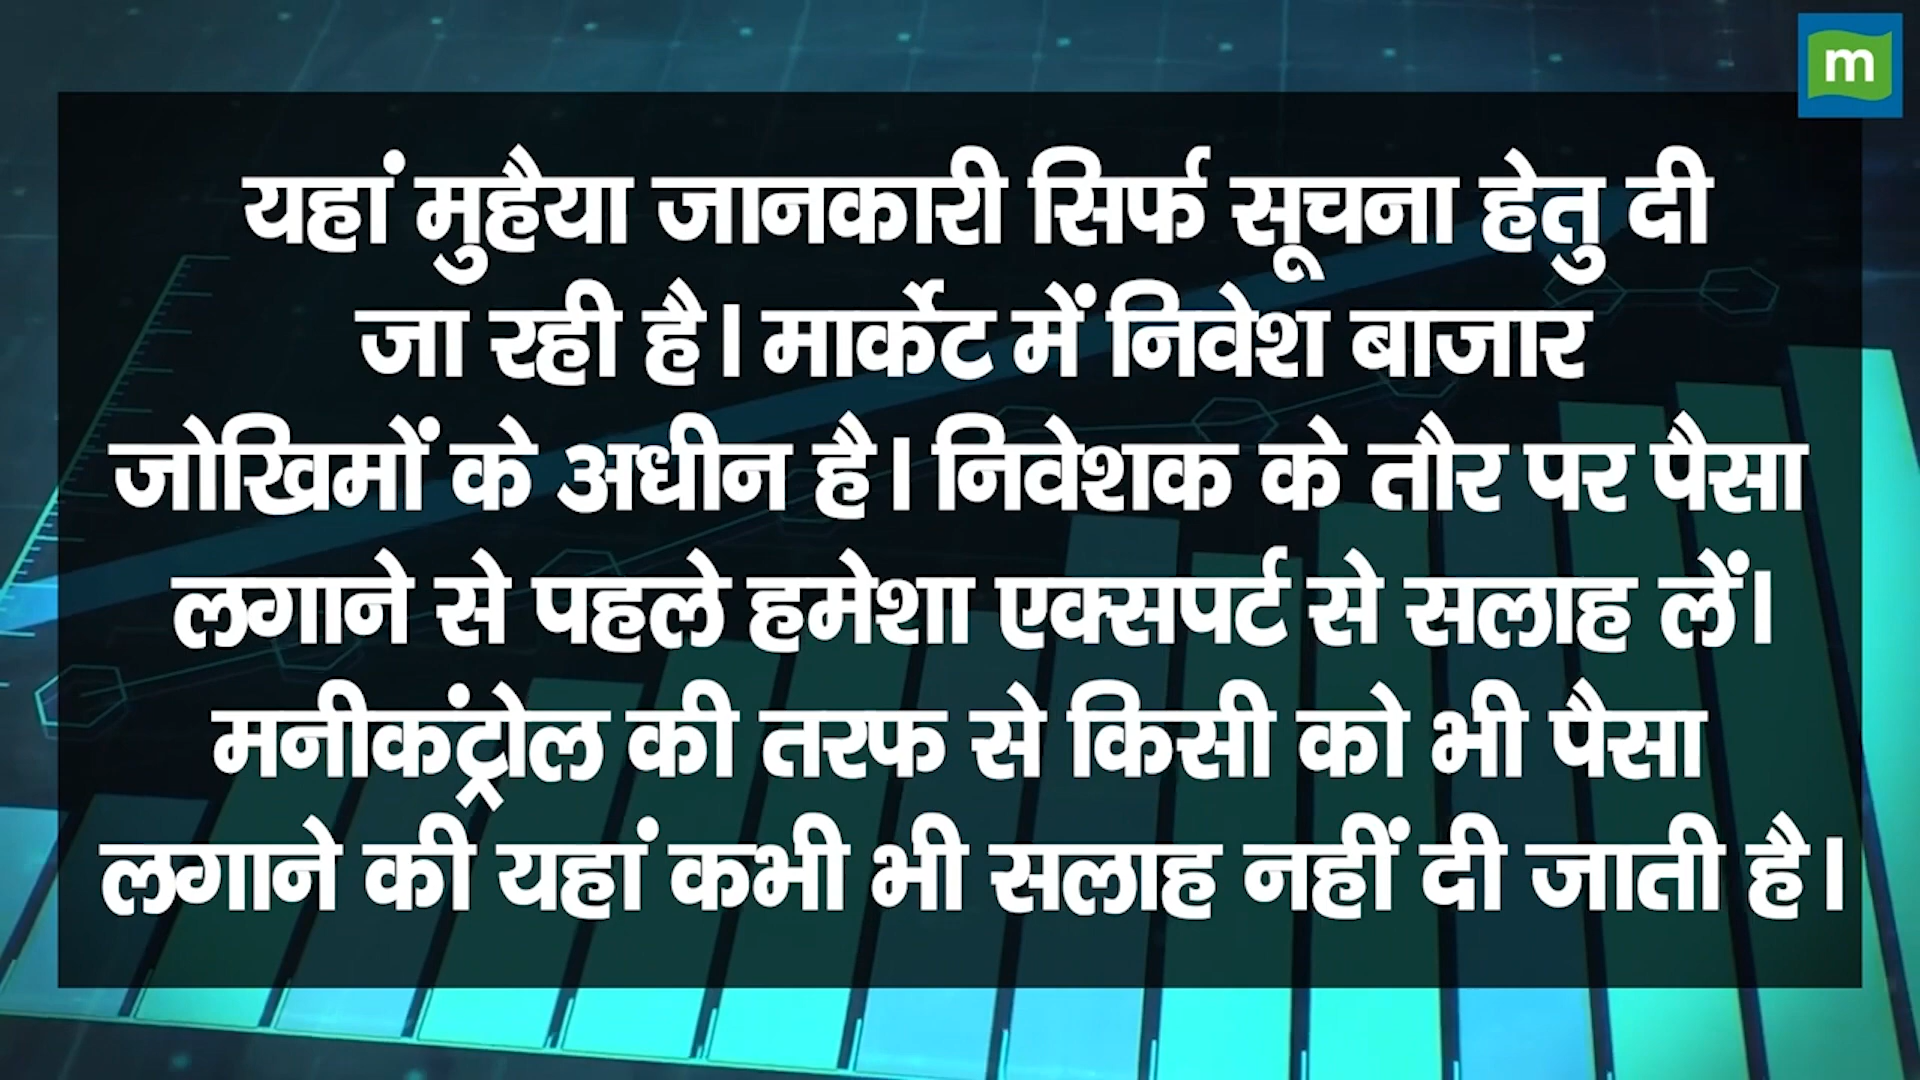 m
यहां मुहैया जानकारी सिर्फ सूचना हेतु दी
जा रही है। मार्केट में निवेश बाजार
जोखिमों के अधीन है। निवेशक के तौर पर पैसा
लगाने से पहले हमेशा एक्सपर्ट से सलाह लें।
मनीकंट्रोल की तरफ से किसी को भी पैसा
लगाने की यहां कभी भी सलाह नहीं दी जाती है।